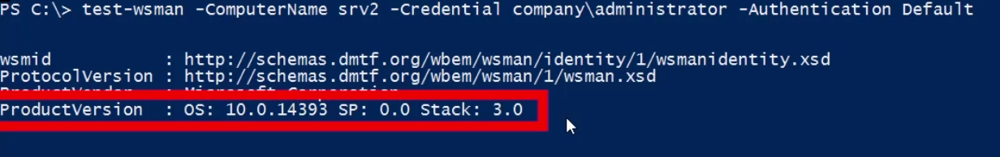 PS C:\> test-wsman -ComputerName srv2 -Credential company\administrator -Authentication Default
wsmid : http://schemas.dmtf.org/wbem/wsman/identity/1/wsmanidentity.xsd
ProtocolVersion : http://schemas.dmtf.org/wbem/wsman/1/wsman.xsd
ProductVendor : Microsoft Corporation
ProductVersion : OS: 10.0.14393 SP: 0.0 Stack: 3.0